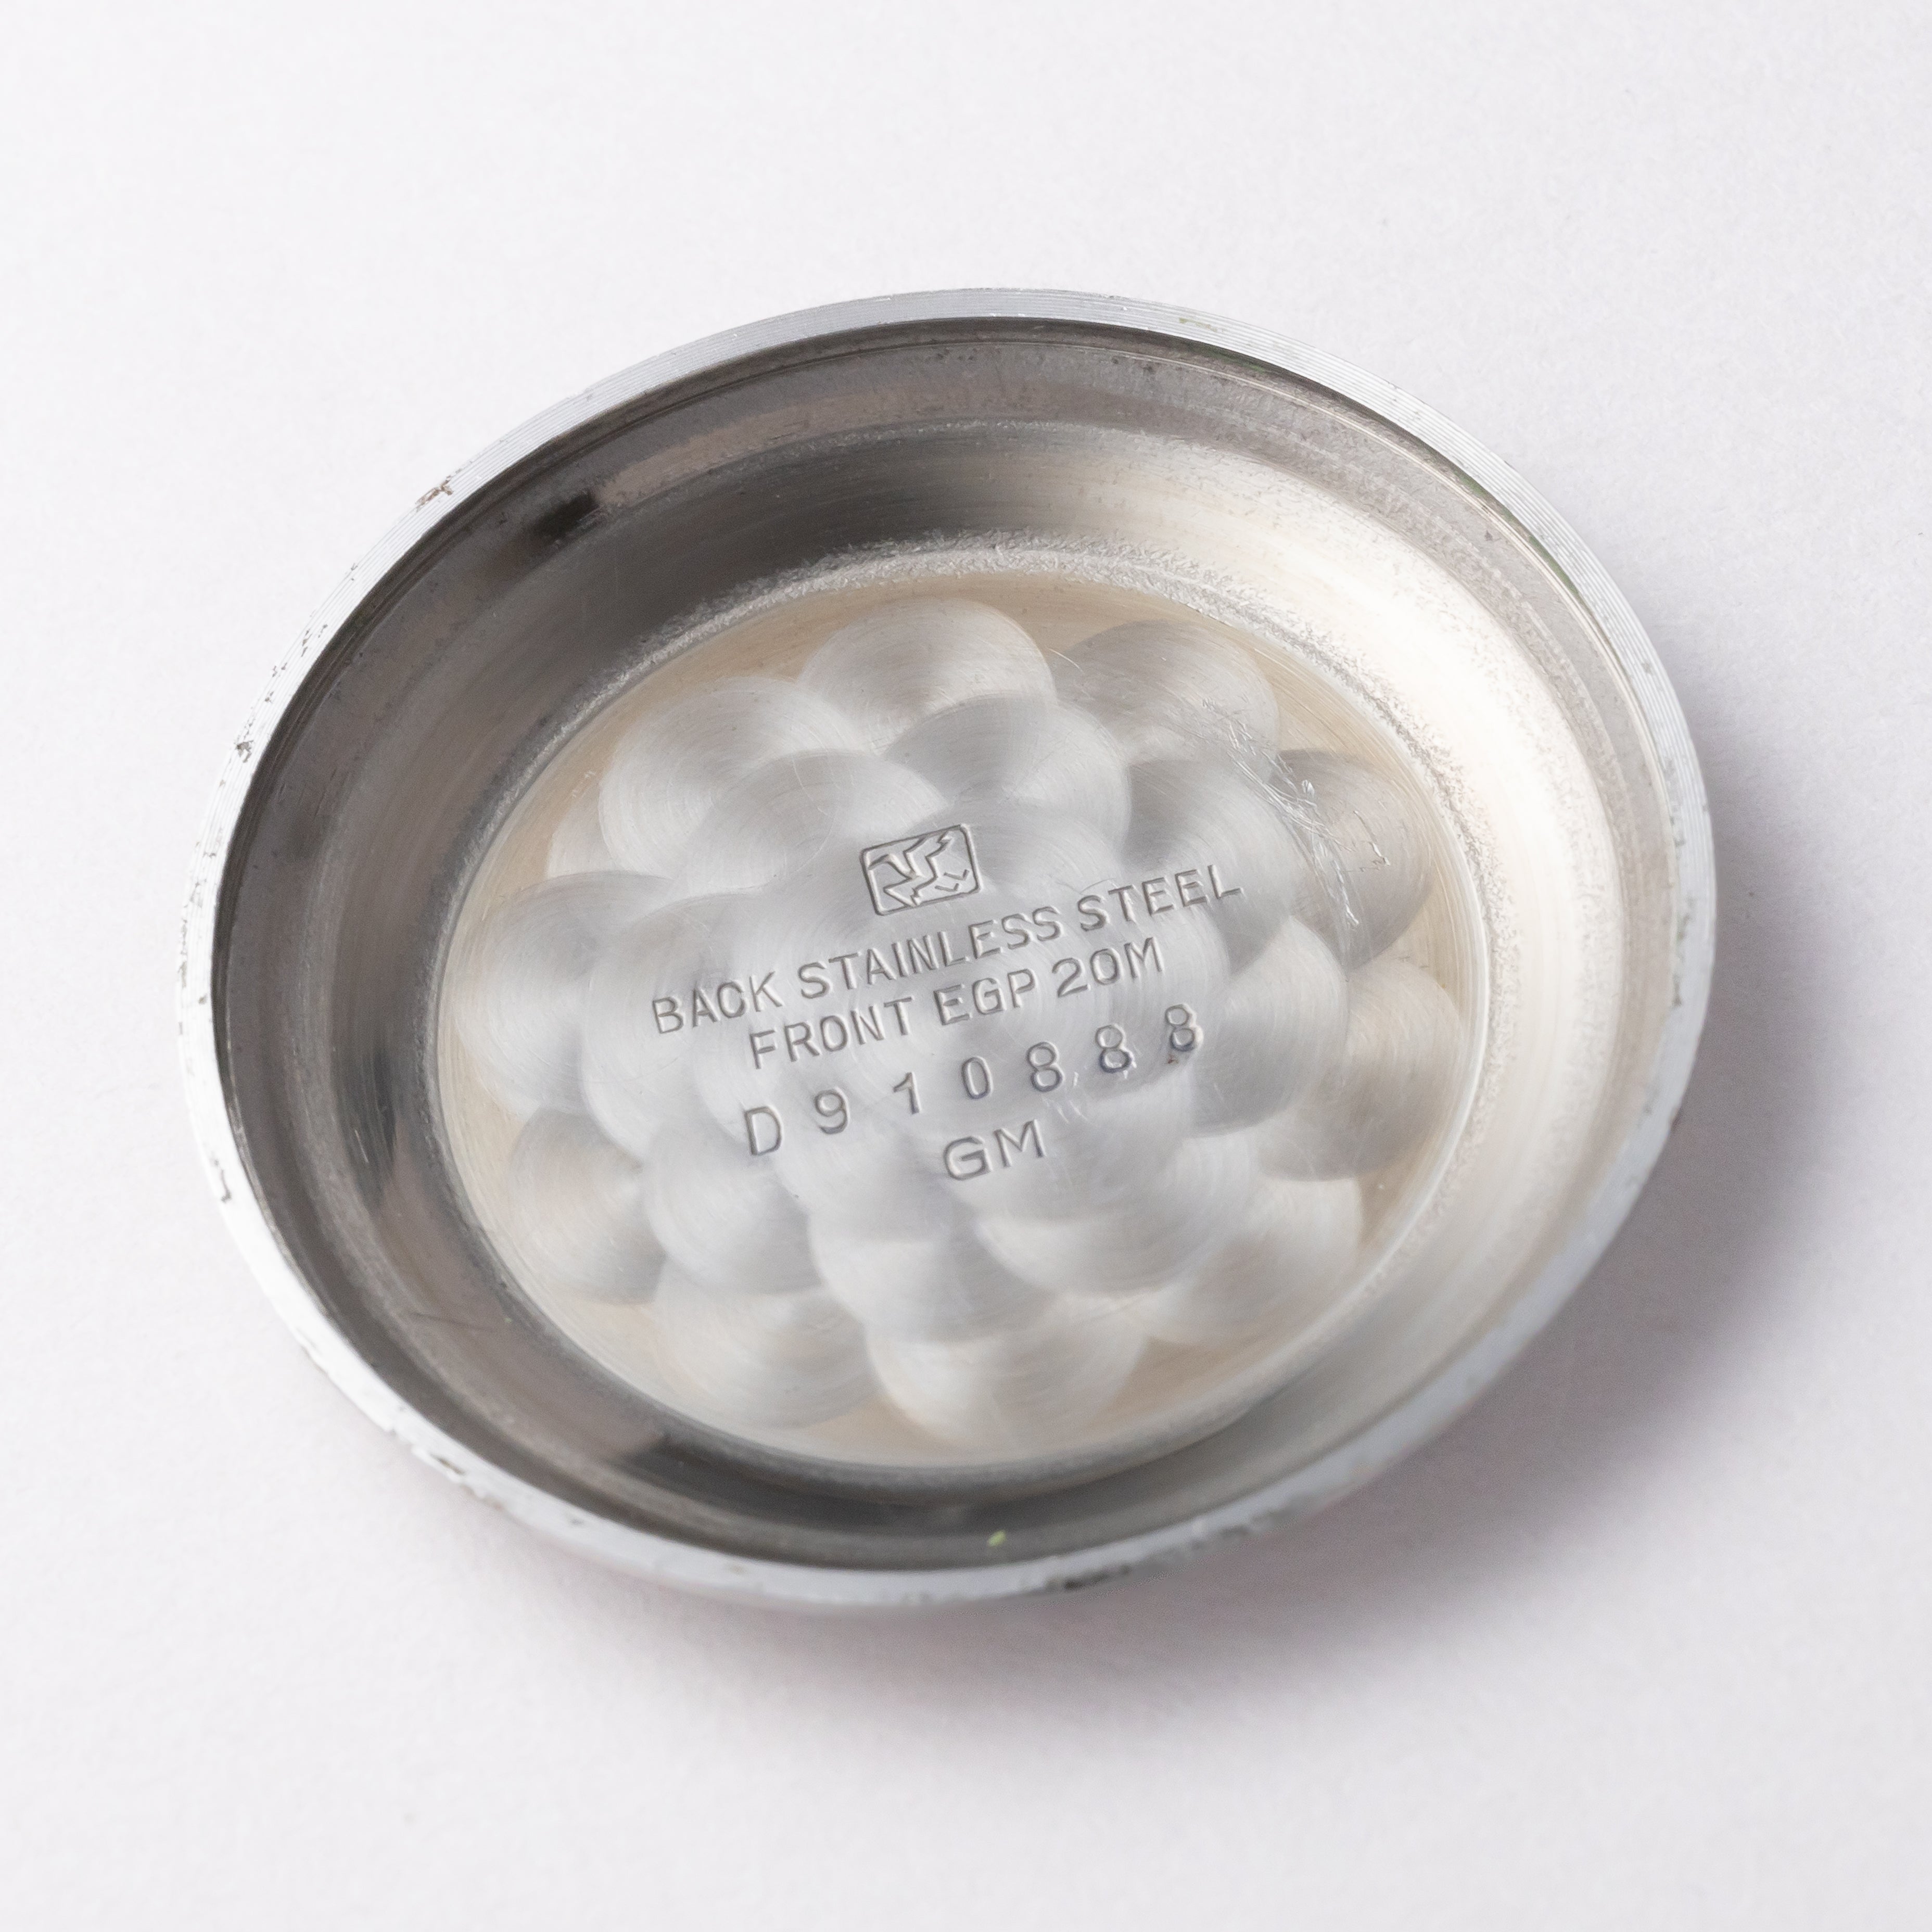 BACK STAINLESS STEEL
FRONT EGP 20M
D910888
GM